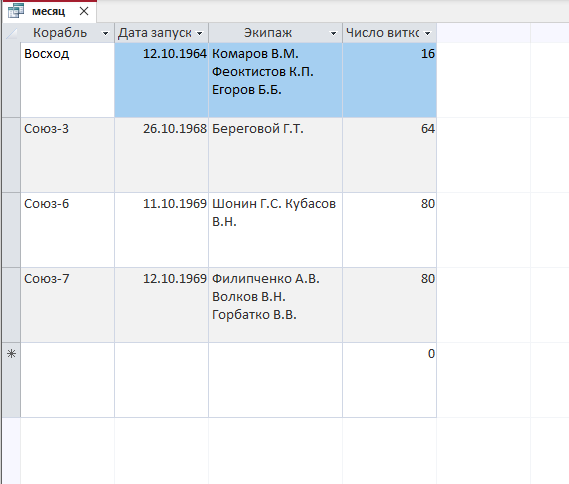 месяц
Корабль Дата запуск Экипаж Число витко
Восход 12.10.1964 Комаров В.М. 16
Феоктистов К.П.
Егоров Б.Б.
Союз-3 26.10.1968 Береговой Г.Т. 64
Союз-6 11.10.1969 Шонин Г.С. Кубасов 80
В.Н.
Союз-7 12.10.1969 Филипченко А.В. 80
Волков В.Н.
Горбатко В.В.
0